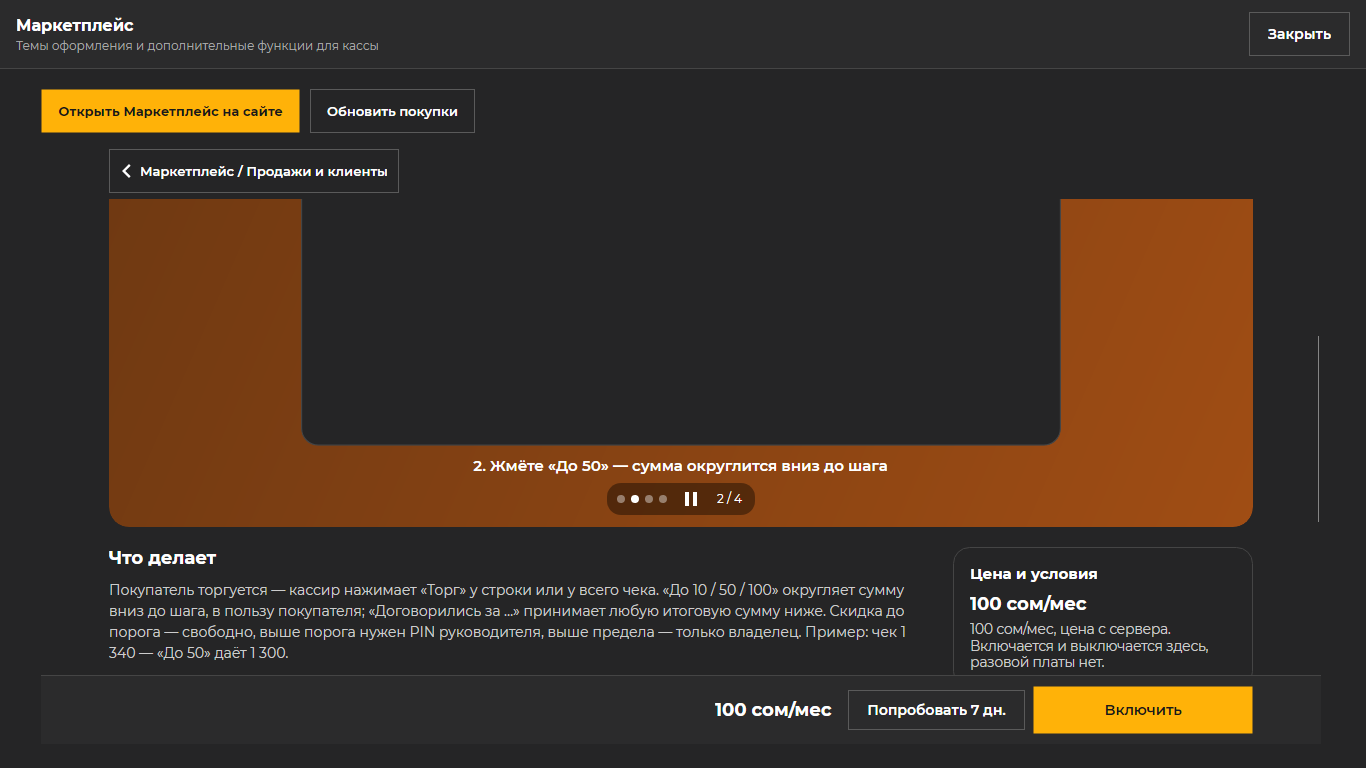 Маркетплейс
Темы оформления и дополнительные функции для кассы
Закрыть
Открыть Маркетплейс на сайте
Обновить покупки
Маркетплейс / Продажи и клиенты
2. Жмёте «До 50» — сумма округлится вниз до шага
2 / 4
Что делает
Покупатель торгуется — кассир нажимает «Торг» у строки или у всего чека. «До 10 / 50 / 100» округляет сумму
вниз до шага, в пользу покупателя; «Договорились за ...» принимает любую итоговую сумму ниже. Скидка до
порога — свободно, выше порога нужен PIN руководителя, выше предела — только владелец. Пример: чек 1
340 — «До 50» даёт 1 300.
Цена и условия
100 сом/мес
100 сом/мес, цена с сервера.
Включается и выключается здесь,
разовой платы нет.
100 сом/мес
Попробовать 7 дн.
Включить